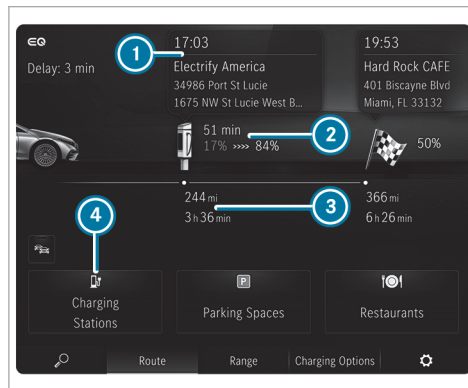 EQ
Delay: 3 min
17:03
Electrify America
34986 Port St Lucie
1675 NW St Lucie West B...
19:53
Hard Rock CAFE
401 Biscayne Blvd
Miami, FL 33132
1
51 min
17% »»» 84%
2
50%
244 mi
3 h 36 min
3
366 mi
6 h 26 min
4
Charging
Stations
P
Parking Spaces
Restaurants
Route
Range
Charging Options